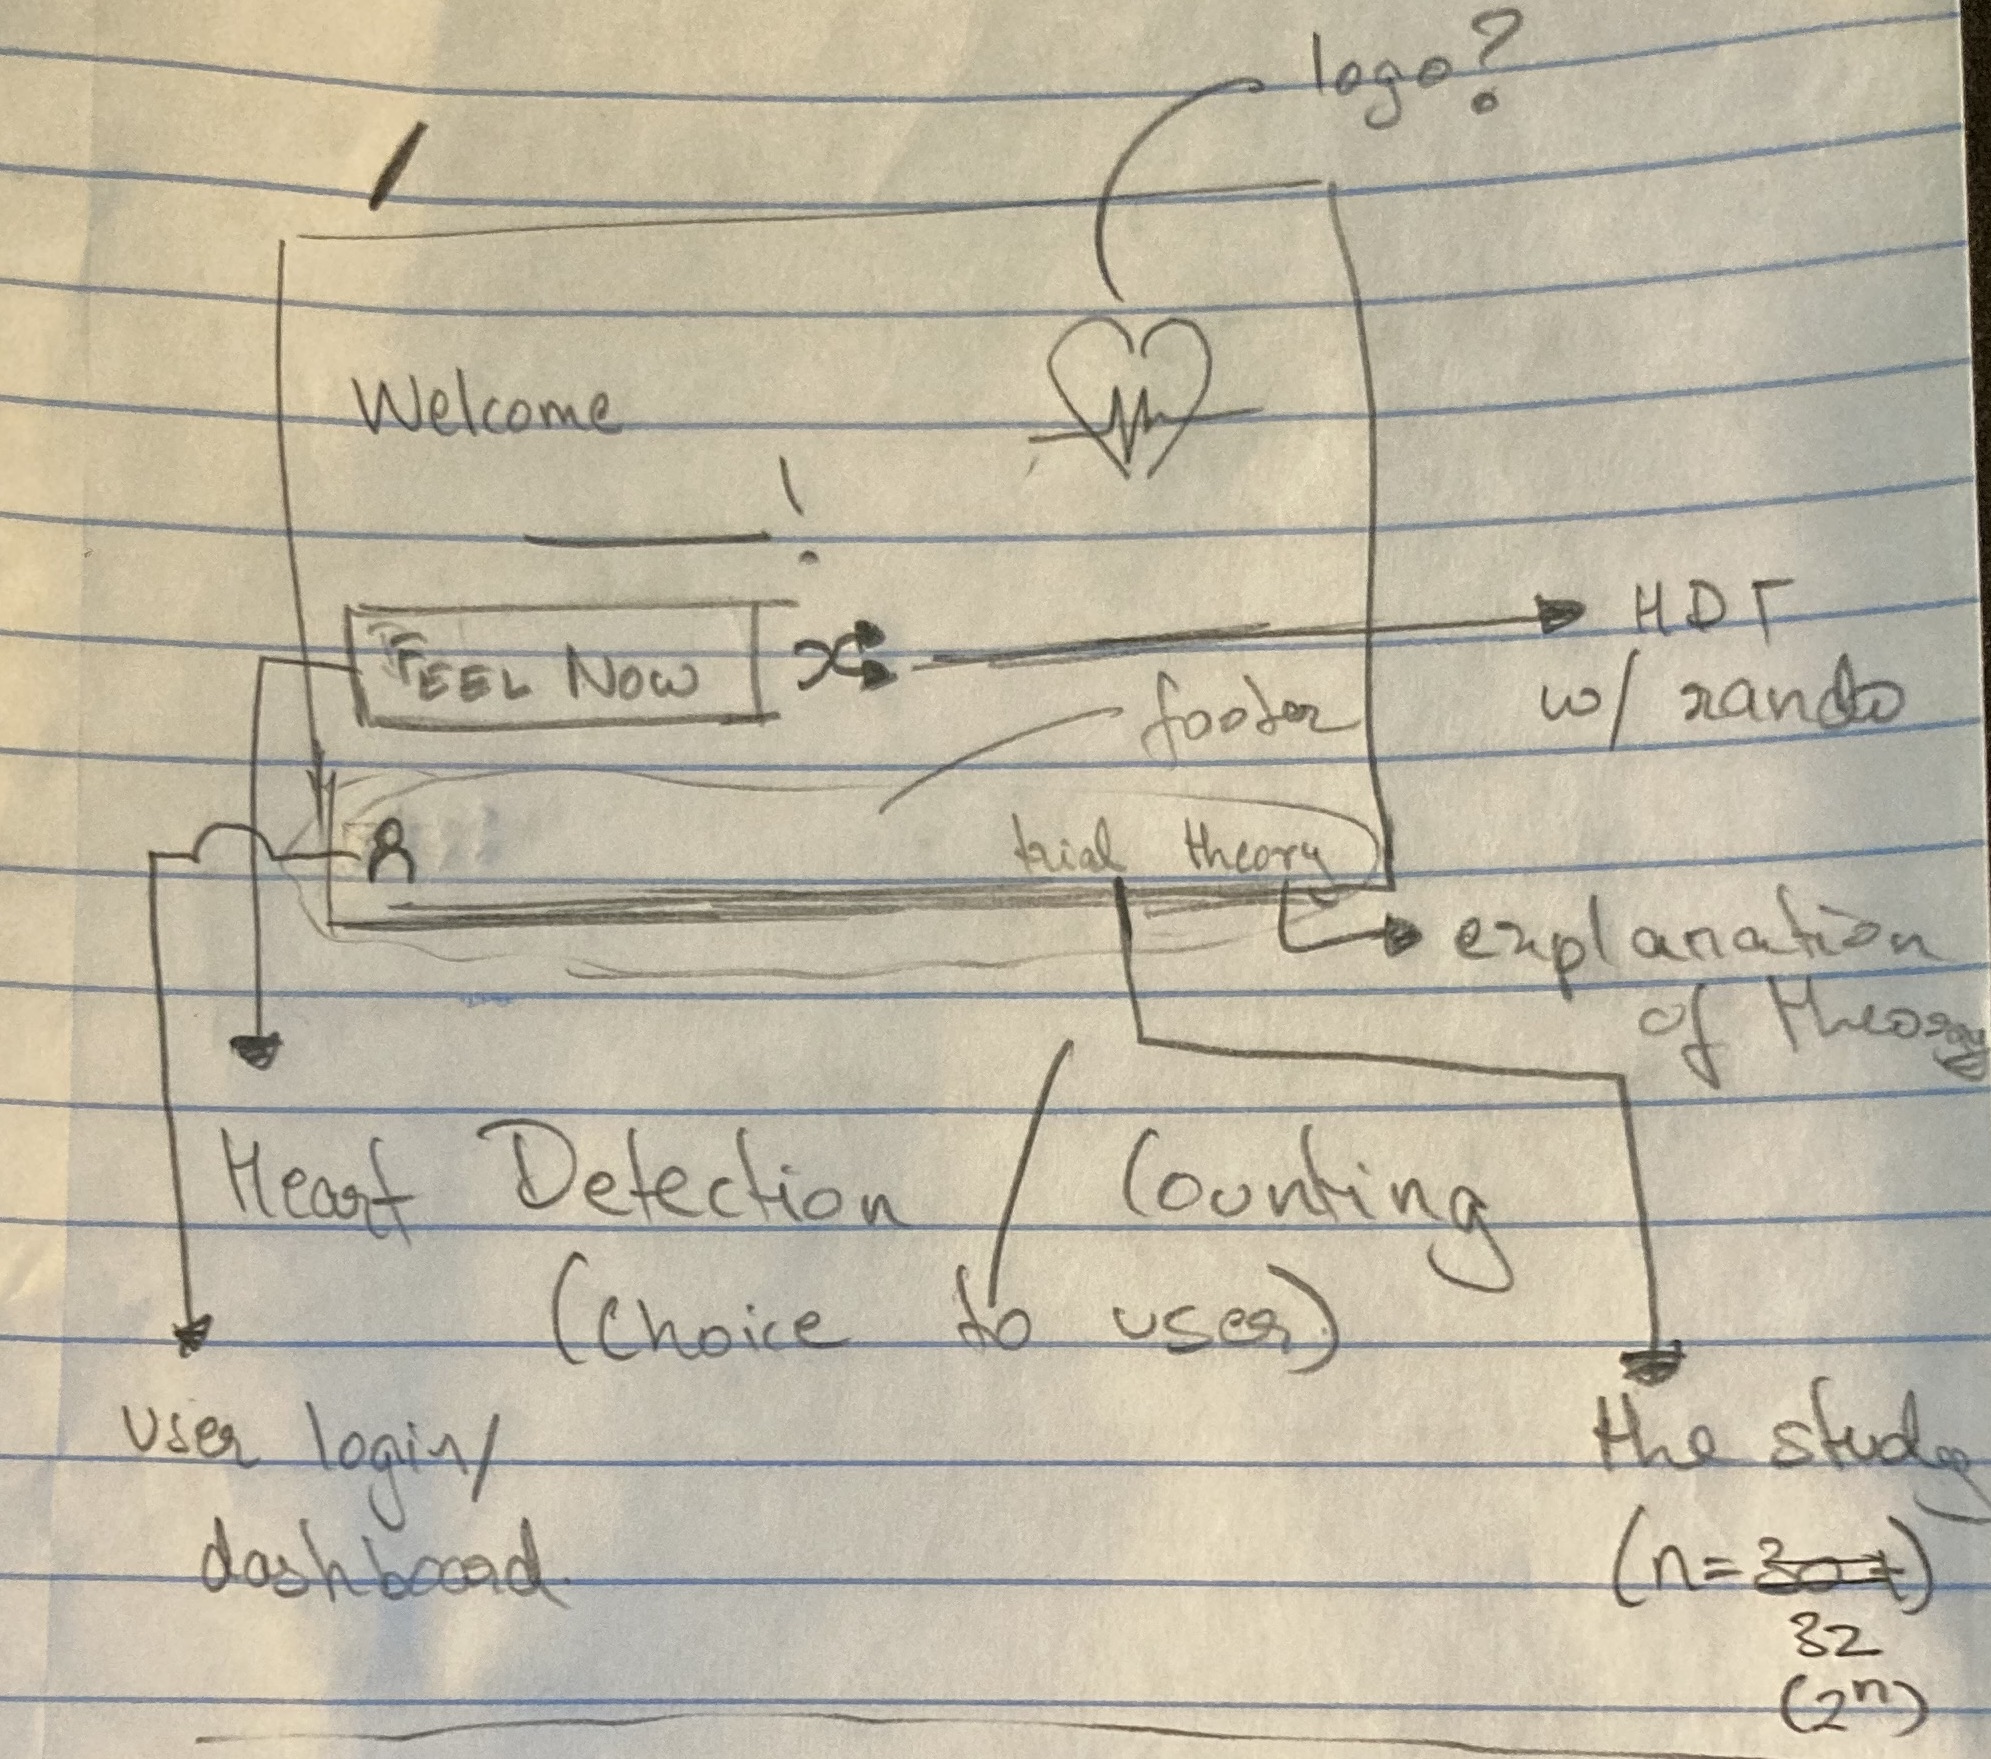 logo?
Welcome
!
FEEL NOW
HDT
w/ rando
footer
trial theory
explanation
of theory
Heart Detection / Counting
(choice to user)
user login/
dashboard
the study
(n=30+)
32
(2ⁿ)